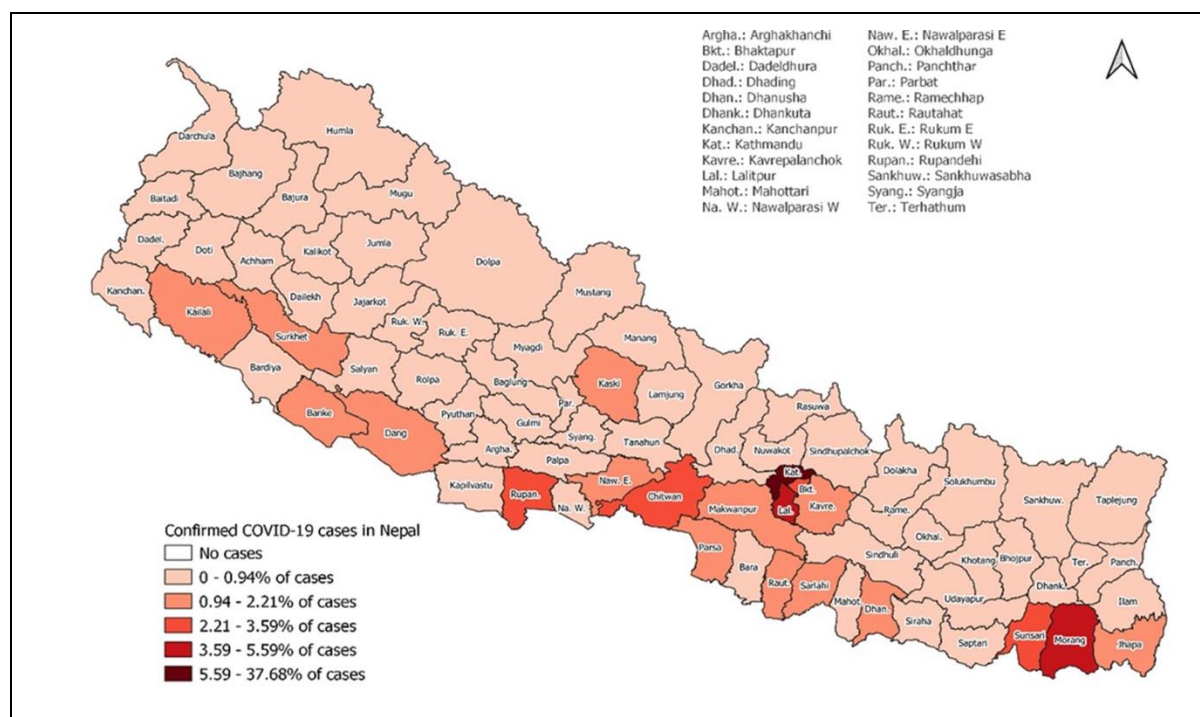 Argha.: Arghakhanchi
Bkt.: Bhaktapur
Dadel.: Dadeldhura
Dhad.: Dhading
Dhan.: Dhanusha
Dhank.: Dhankuta
Kanchan.: Kanchanpur
Kat.: Kathmandu
Kavre.: Kavrepalanchok
Lal.: Lalitpur
Mahot.: Mahottari
Na. W.: Nawalparasi W
Naw. E.: Nawalparasi E
Okhal.: Okhaldhunga
Panch.: Panchthar
Par.: Parbat
Rame.: Ramechhap
Raut.: Rautahat
Ruk. E.: Rukum E
Ruk. W.: Rukum W
Rupan.: Rupandehi
Sankhuw.: Sankhuwasabha
Syang.: Syangja
Ter.: Terhathum
Darchula
Humla
Bajhang
Baitadi
Bajura
Mugu
Dadel.
Doti
Achham
Kalikot
Jumla
Dolpa
Kanchan.
Kailali
Dailekh
Jajarkot
Mustang
Surkhet
Ruk. W.
Ruk. E.
Bardiya
Salyan
Rolpa
Myagdi
Manang
Baglung
Kaski
Lamjung
Gorkha
Banke
Dang
Pyuthan
Gulmi
Par.
Syang.
Tanahun
Rasuwa
Argha.
Palpa
Dhad.
Nuwakot
Sindhupalchok
Dolakha
Solukhumbu
Sankhuw.
Taplejung
Kapilvastu
Rupan.
Na. W.
Naw. E.
Chitwan
Makwanpur
Kat.
Bkt.
Lal.
Kavre.
Rame.
Okhal.
Khotang
Bhojpur
Ter.
Panch.
Parsa
Bara
Raut.
Sarlahi
Sindhuli
Mahot.
Dhan.
Udayapur
Dhank.
Ilam
Siraha
Saptari
Sunsari
Morang
Jhapa
Confirmed COVID-19 cases in Nepal
No cases
0 - 0.94% of cases
0.94 - 2.21% of cases
2.21 - 3.59% of cases
3.59 - 5.59% of cases
5.59 - 37.68% of cases